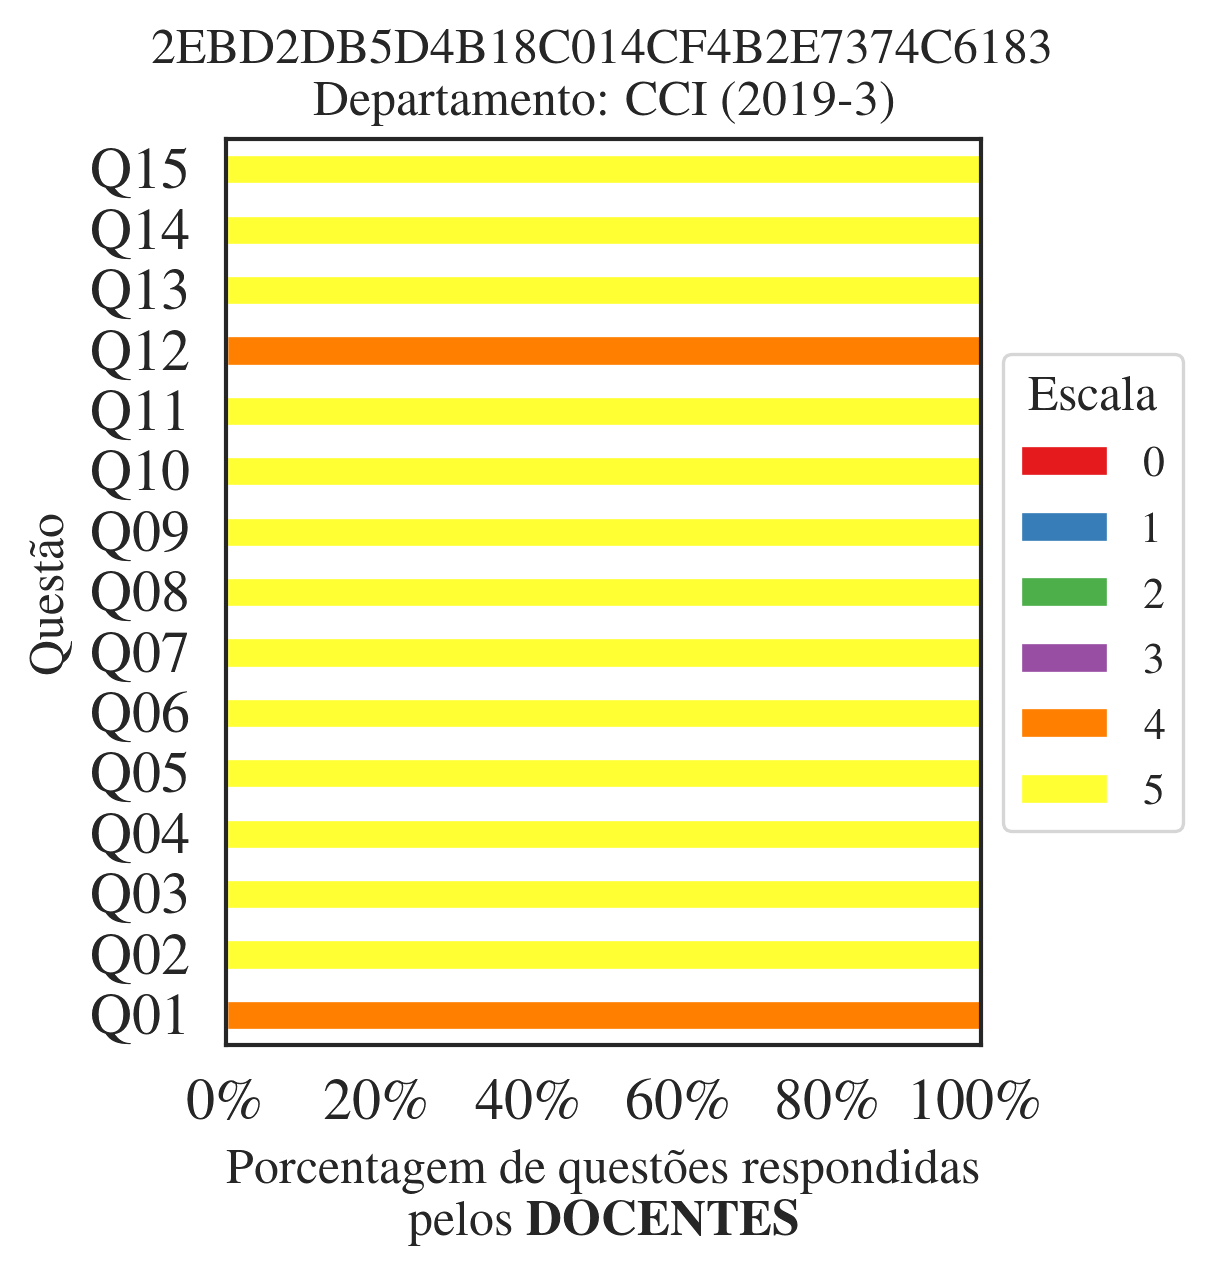 2EBD2DB5D4B18C014CF4B2E7374C6183
Departamento: CCI (2019-3)
Questão
Q15
Q14
Q13
Q12
Q11
Q10
Q09
Q08
Q07
Q06
Q05
Q04
Q03
Q02
Q01
0% 20% 40% 60% 80% 100%
Porcentagem de questões respondidas
pelos DOCENTES
Escala
0
1
2
3
4
5